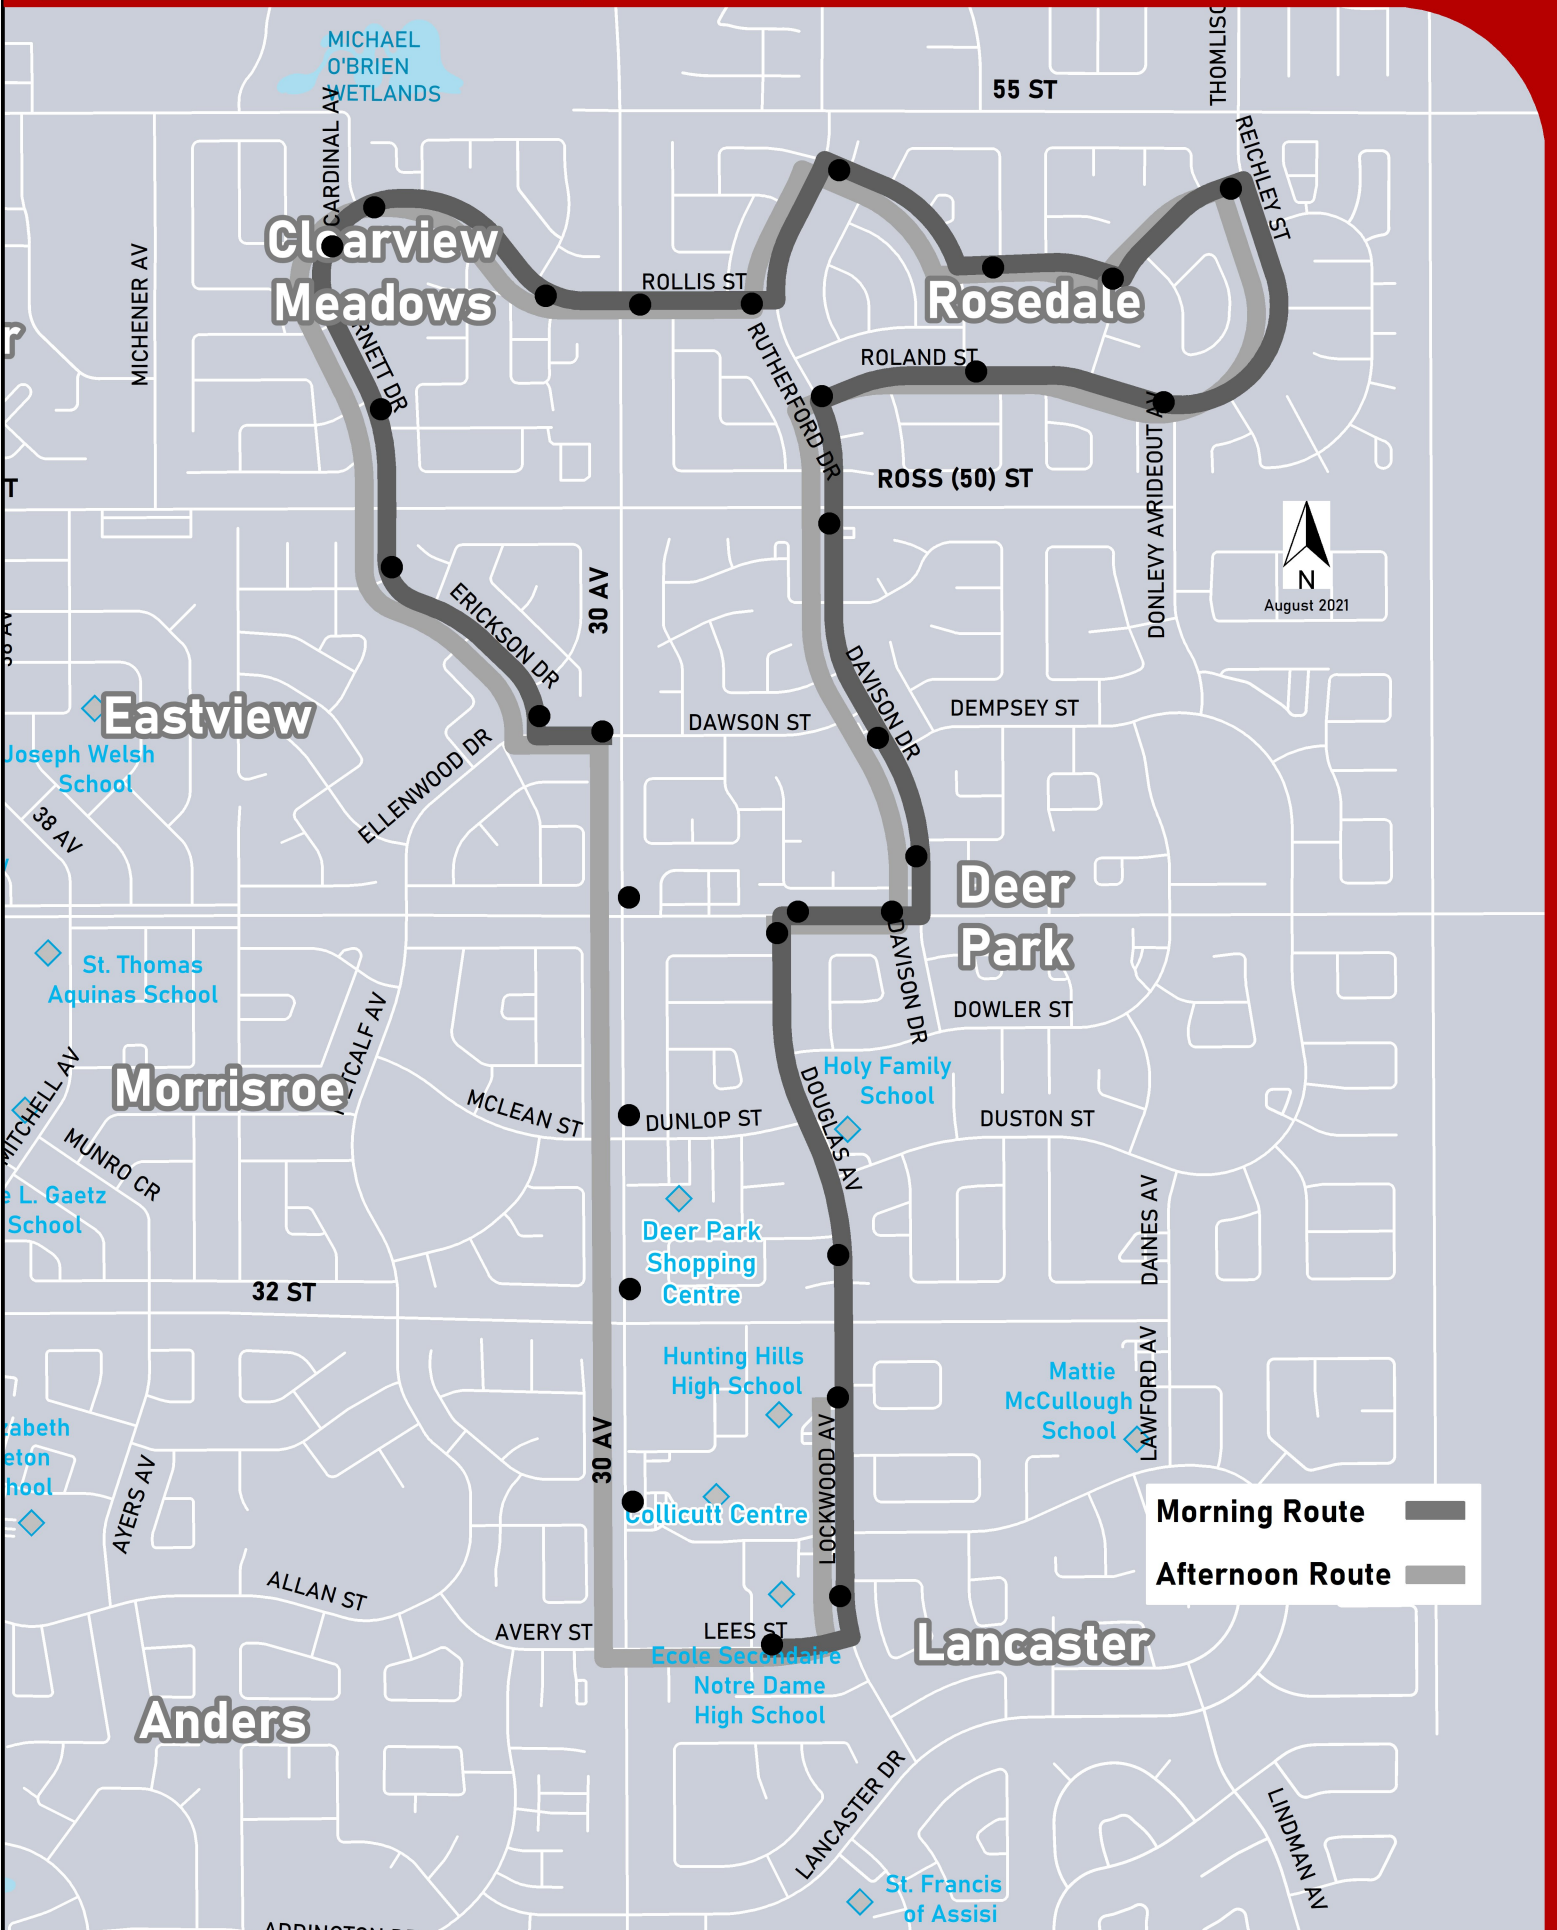 MICHAEL
O'BRIEN
WETLANDS
55 ST
CARDINAL AV
REICHLEY ST
MICHENER AV
Clearview
Meadows
ROLLIS ST
Rosedale
RUTHERFORD DR
ROLAND ST
ROSS (50) ST
RIDEOUT AV
DONLEVY AV
N
August 2021
30 AV
ERICKSON DR
DAVISON DR
DAWSON ST
DEMPSEY ST
Eastview
Joseph Welsh
School
ELLENWOOD DR
38 AV
Deer
Park
St. Thomas
Aquinas School
DAVISON DR
DOWLER ST
Holy Family
School
Morrisroe
MITCHELL AV
MCLEAN ST
DUNLOP ST
DOUGLAS AV
DUSTON ST
MUNRO CR
L. Gaetz
School
Deer Park
Shopping
Centre
DAINES AV
32 ST
Hunting Hills
High School
Mattie
McCullough
School
LAWFORD AV
30 AV
LOCKWOOD AV
AYERS AV
Collicutt Centre
Morning Route
Afternoon Route
ALLAN ST
AVERY ST
LEES ST
Ecole Secondaire
Notre Dame
High School
Lancaster
Anders
LANCASTER DR
LINDMAN AV
St. Francis
of Assisi